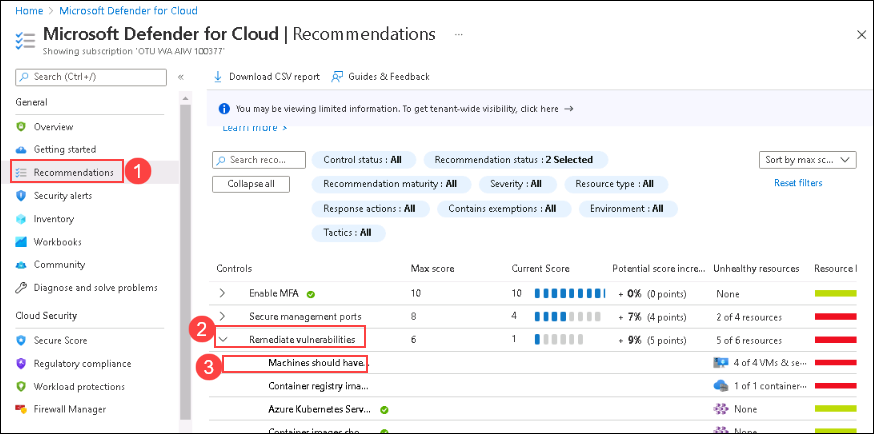 Home > Microsoft Defender for Cloud >
Microsoft Defender for Cloud | Recommendations ...
Showing subscription 'OTU WA AIW 100377'
Search (Ctrl+/) «
General
Overview
Getting started
Recommendations 1
Security alerts
Inventory
Workbooks
Community
Diagnose and solve problems
Cloud Security
Secure Score
Regulatory compliance
Workload protections
Firewall Manager
Download CSV report Guides & Feedback
You may be viewing limited information. To get tenant-wide visibility, click here →
Learn more >
Search reco... Control status : All Recommendation status : 2 Selected Sort by max sc...
Collapse all Recommendation maturity : All Severity : All Resource type : All Reset filters
Response actions : All Contains exemptions : All Environment : All
Tactics : All
Controls Max score Current Score Potential score incre... Unhealthy resources Resource
Enable MFA 10 10 + 0% (0 points) None
Secure management ports 8 4 + 7% (4 points) 2 of 4 resources
2 Remediate vulnerabilities 6 1 + 9% (5 points) 5 of 6 resources
3 Machines should have... 4 of 4 VMs & se...
Container registry ima... 1 of 1 container...
Azure Kubernetes Serv... None
Container images sho... None